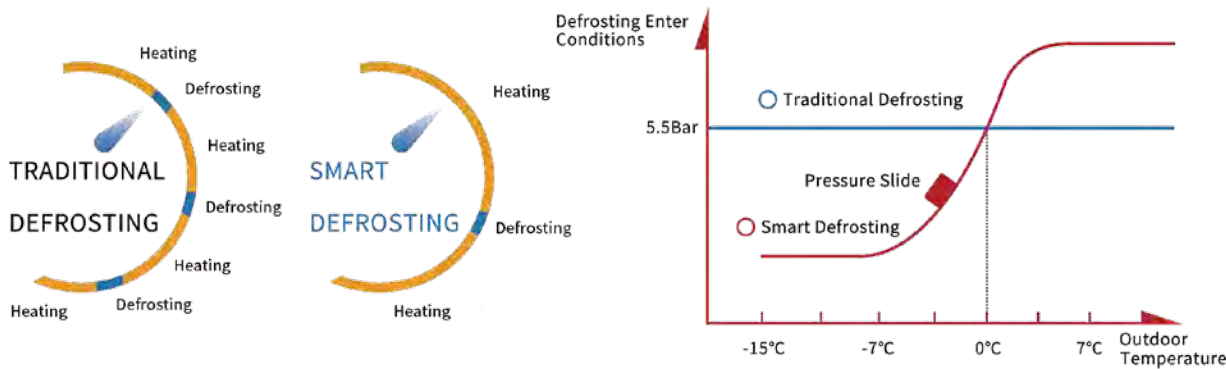 Heating
Defrosting
Heating
TRADITIONAL
DEFROSTING
Defrosting
Heating
Defrosting
Heating
Heating
SMART
DEFROSTING
Defrosting
Heating
Defrosting Enter
Conditions
Traditional Defrosting
5.5Bar
Pressure Slide
Smart Defrosting
-15°C
-7°C
0°C
7°C
Outdoor
Temperature